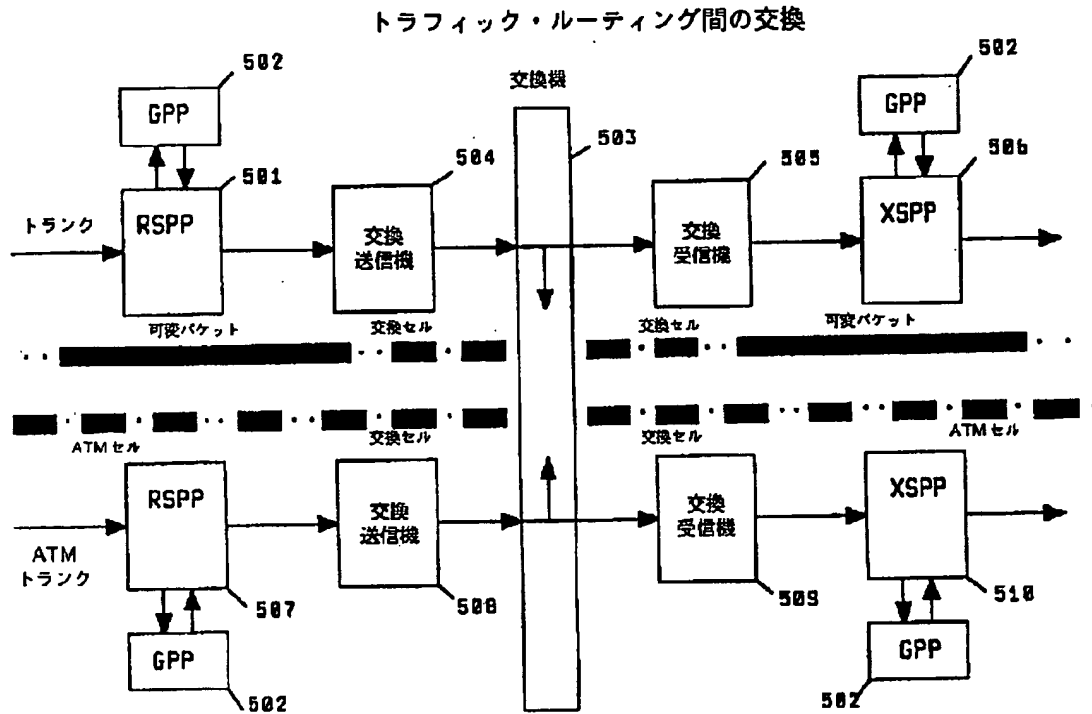 トラフィック・ルーティング間の交換
502
GPP
交換機
502
GPP
503
504
505
506
501
トランク
RSPP
交換
送信機
交換
受信機
XSPP
可変パケット
交換セル
交換セル
可変パケット
ATMセル
交換セル
交換セル
ATMセル
RSPP
交換
送信機
交換
受信機
XSPP
ATM
トランク
507
508
509
510
GPP
502
GPP
502